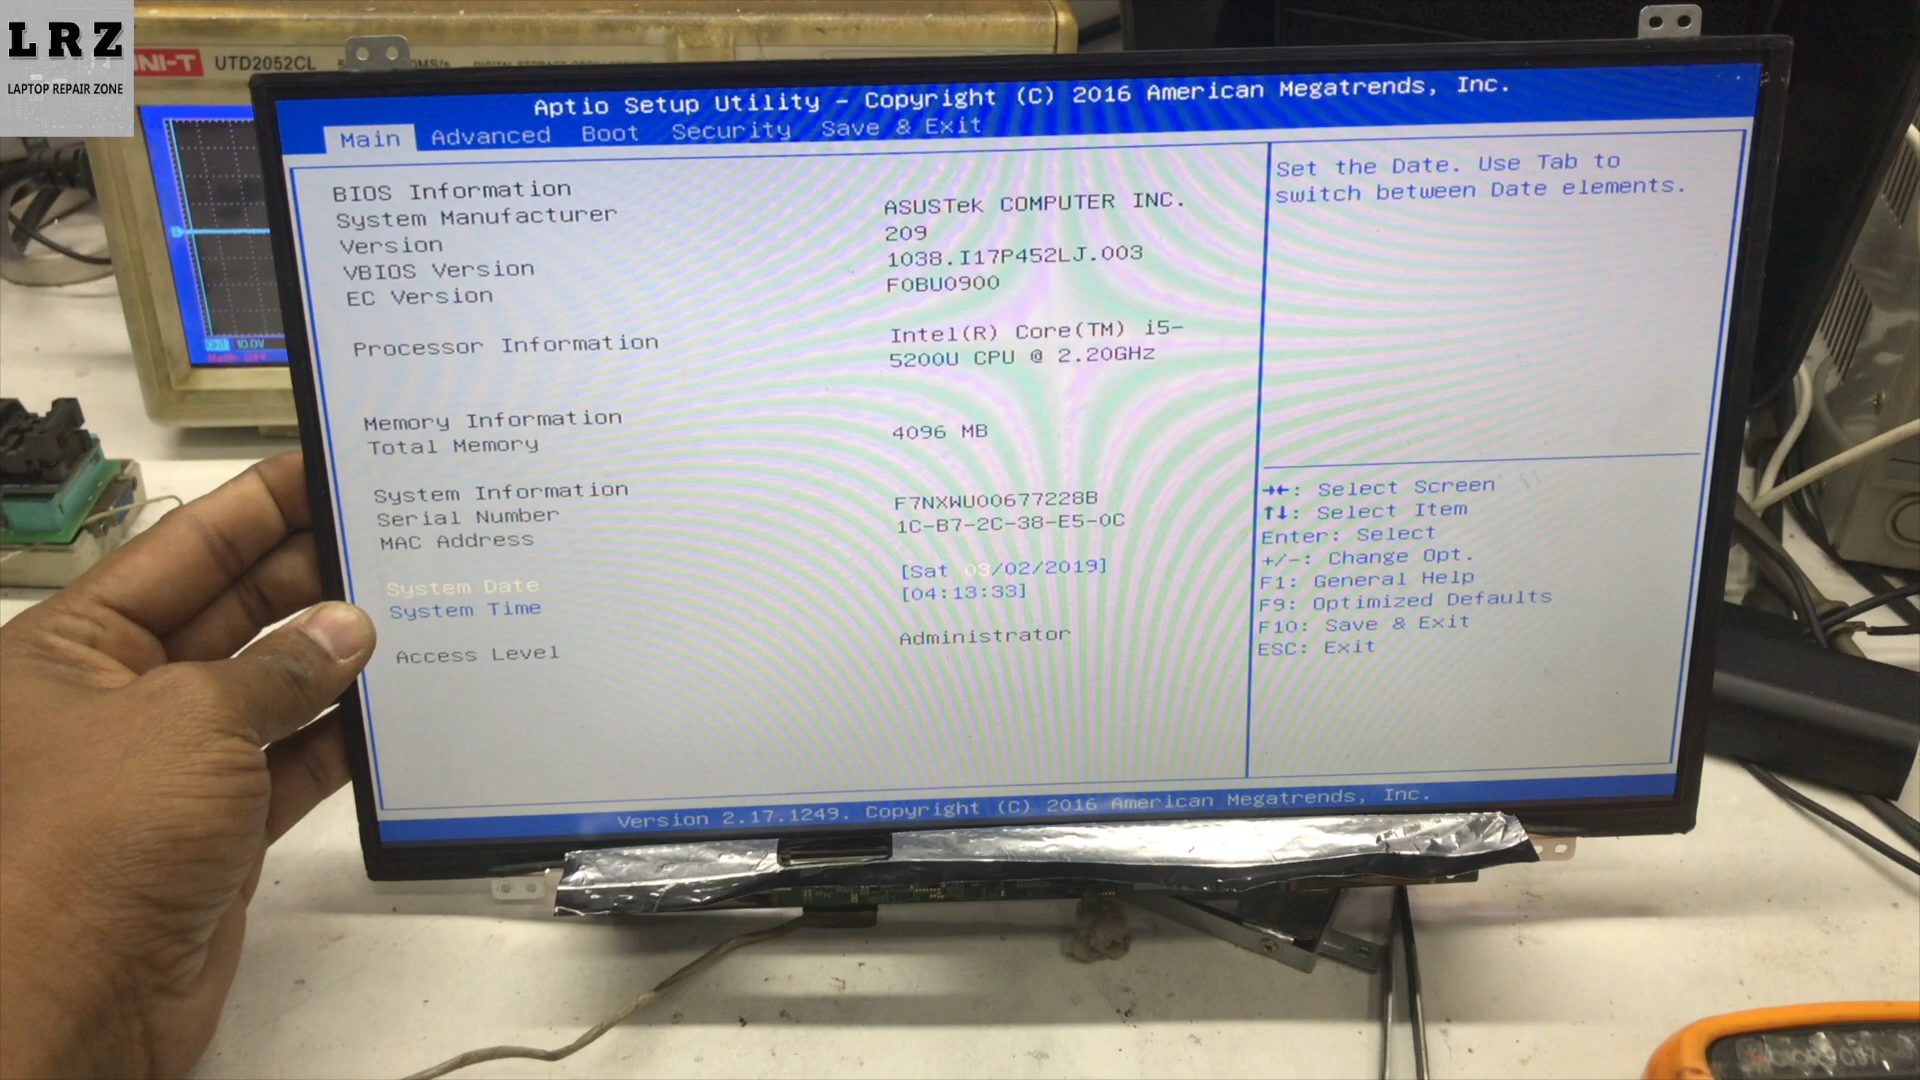 LRZ
LAPTOP REPAIR ZONE
UNI-T UTD2052CL
Aptio Setup Utility - Copyright (C) 2016 American Megatrends, Inc.
Main Advanced Boot Security Save & Exit
BIOS Information
System Manufacturer ASUSTeK COMPUTER INC.
Version 209
VBIOS Version 1038.I17P452LJ.003
EC Version F0BU0900
Processor Information Intel(R) Core(TM) i5-
5200U CPU @ 2.20GHz
Memory Information
Total Memory 4096 MB
System Information
Serial Number F7NXWU00677228B
MAC Address 1C-B7-2C-38-E5-0C
System Date [Sat 03/02/2019]
System Time [04:13:33]
Access Level Administrator
Set the Date. Use Tab to
switch between Date elements.
→←: Select Screen
↑↓: Select Item
Enter: Select
+/-: Change Opt.
F1: General Help
F9: Optimized Defaults
F10: Save & Exit
ESC: Exit
Version 2.17.1249. Copyright (C) 2016 American Megatrends, Inc.
10.0V